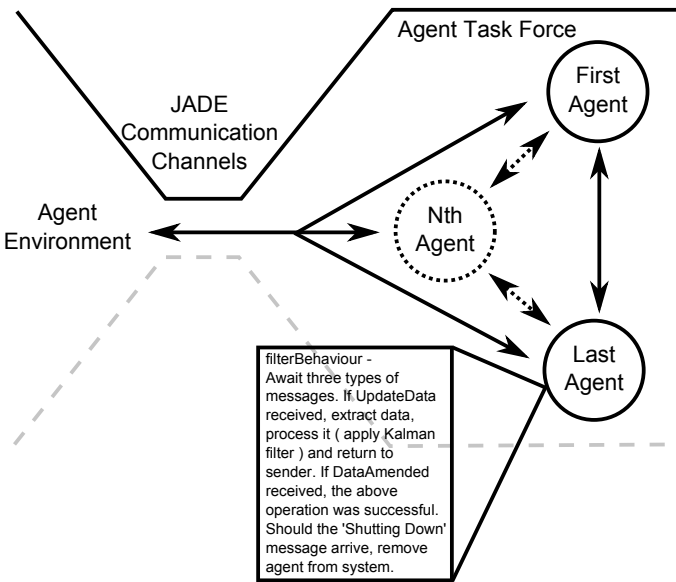 Agent Task Force
First
Agent
JADE
Communication
Channels
Nth
Agent
Agent
Environment
Last
Agent
filterBehaviour -
Await three types of
messages. If UpdateData
received, extract data,
process it ( apply Kalman
filter ) and return to
sender. If DataAmended
received, the above
operation was successful.
Should the 'Shutting Down'
message arrive, remove
agent from system.